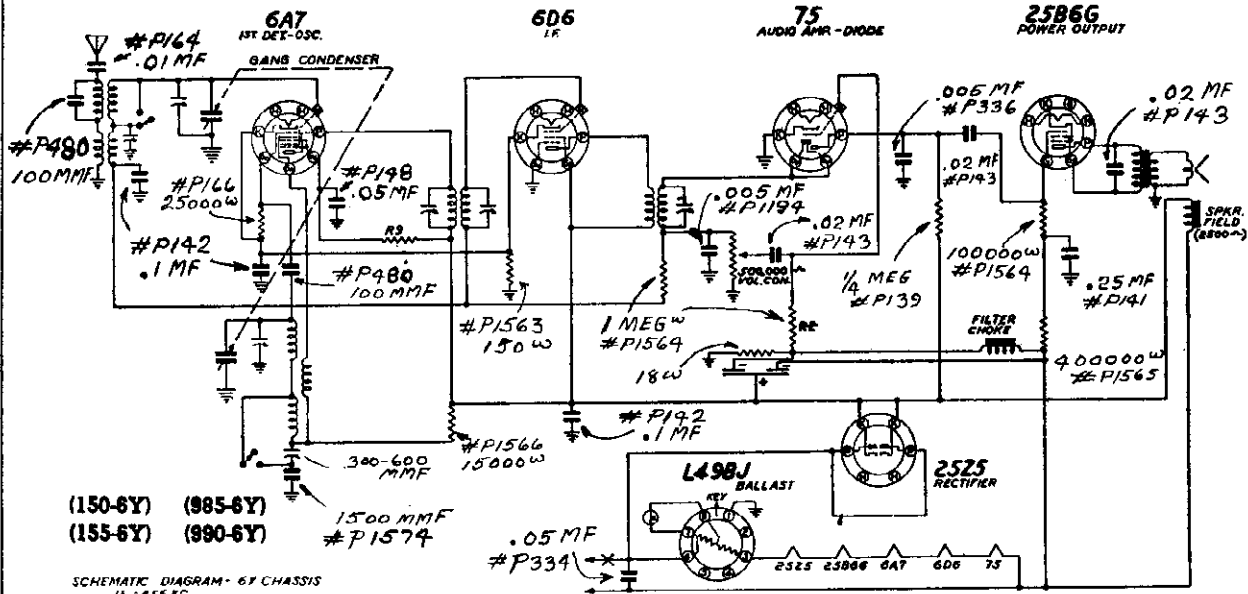 6A7
1ST DET-OSC.
6D6
I.F.
75
AUDIO AMR-DIODE
25B6G
POWER OUTPUT
#P164
.01 MF
GANG CONDENSER
#P480
100 MMF
#P166
25000 ω
#P148
.05 MF
R3
#P142
.1 MF
#P480
100 MMF
#P1563
150 ω
.005 MF
#P1194
.02 MF
#P143
500,000 ~
VOL.CON.
1 MEG ω
#P1564
R2
18 ω
.005 MF
#P336
.02 MF
#P143
1/4 MEG
#P139
.02 MF
#P143
SPKR.
FIELD
(2500~)
100000 ω
#P1564
.25 MF
#P141
FILTER
CHOKE
400000 ω
#P1565
#P1566
15000 ω
#P142
.1 MF
300-600
MMF
1500 MMF
#P1574
L49BJ
BALLAST
KEY
25Z5
RECTIFIER
.05 MF
#P334
25Z5 25B6G 6A7 6D6 75
(150-6Y) (985-6Y)
(155-6Y) (990-6Y)
SCHEMATIC DIAGRAM- 6Y CHASSIS